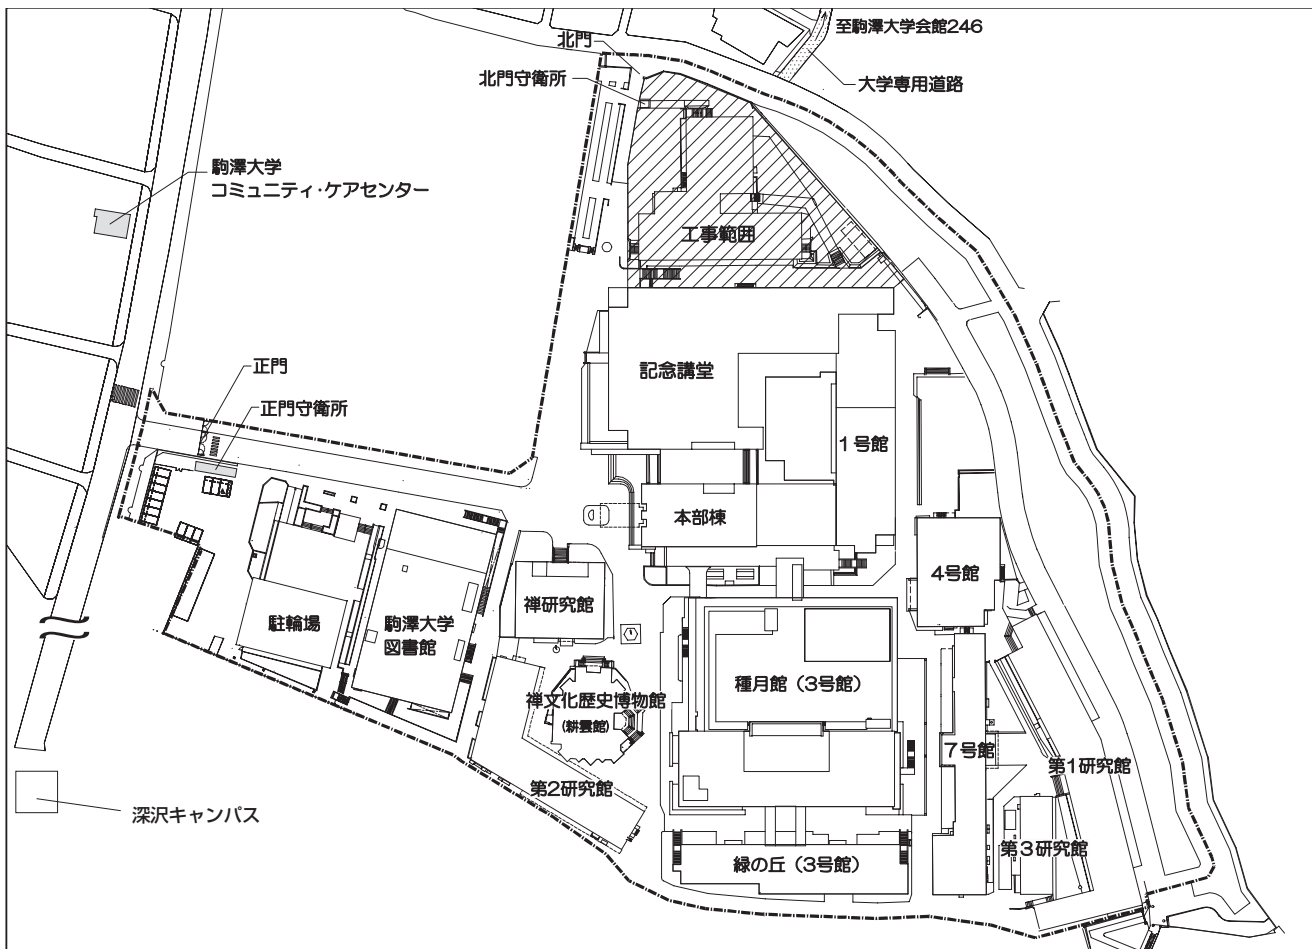 至駒澤大学会館246
北門
北門守衛所
大学専用道路
駒澤大学
コミュニティ・ケアセンター
工事範囲
正門
正門守衛所
記念講堂
1号館
本部棟
4号館
禅研究館
駐輪場
駒澤大学
図書館
種月館（3号館）
禅文化歴史博物館
(耕雲館)
7号館
第1研究館
第2研究館
深沢キャンパス
第3研究館
緑の丘（3号館）